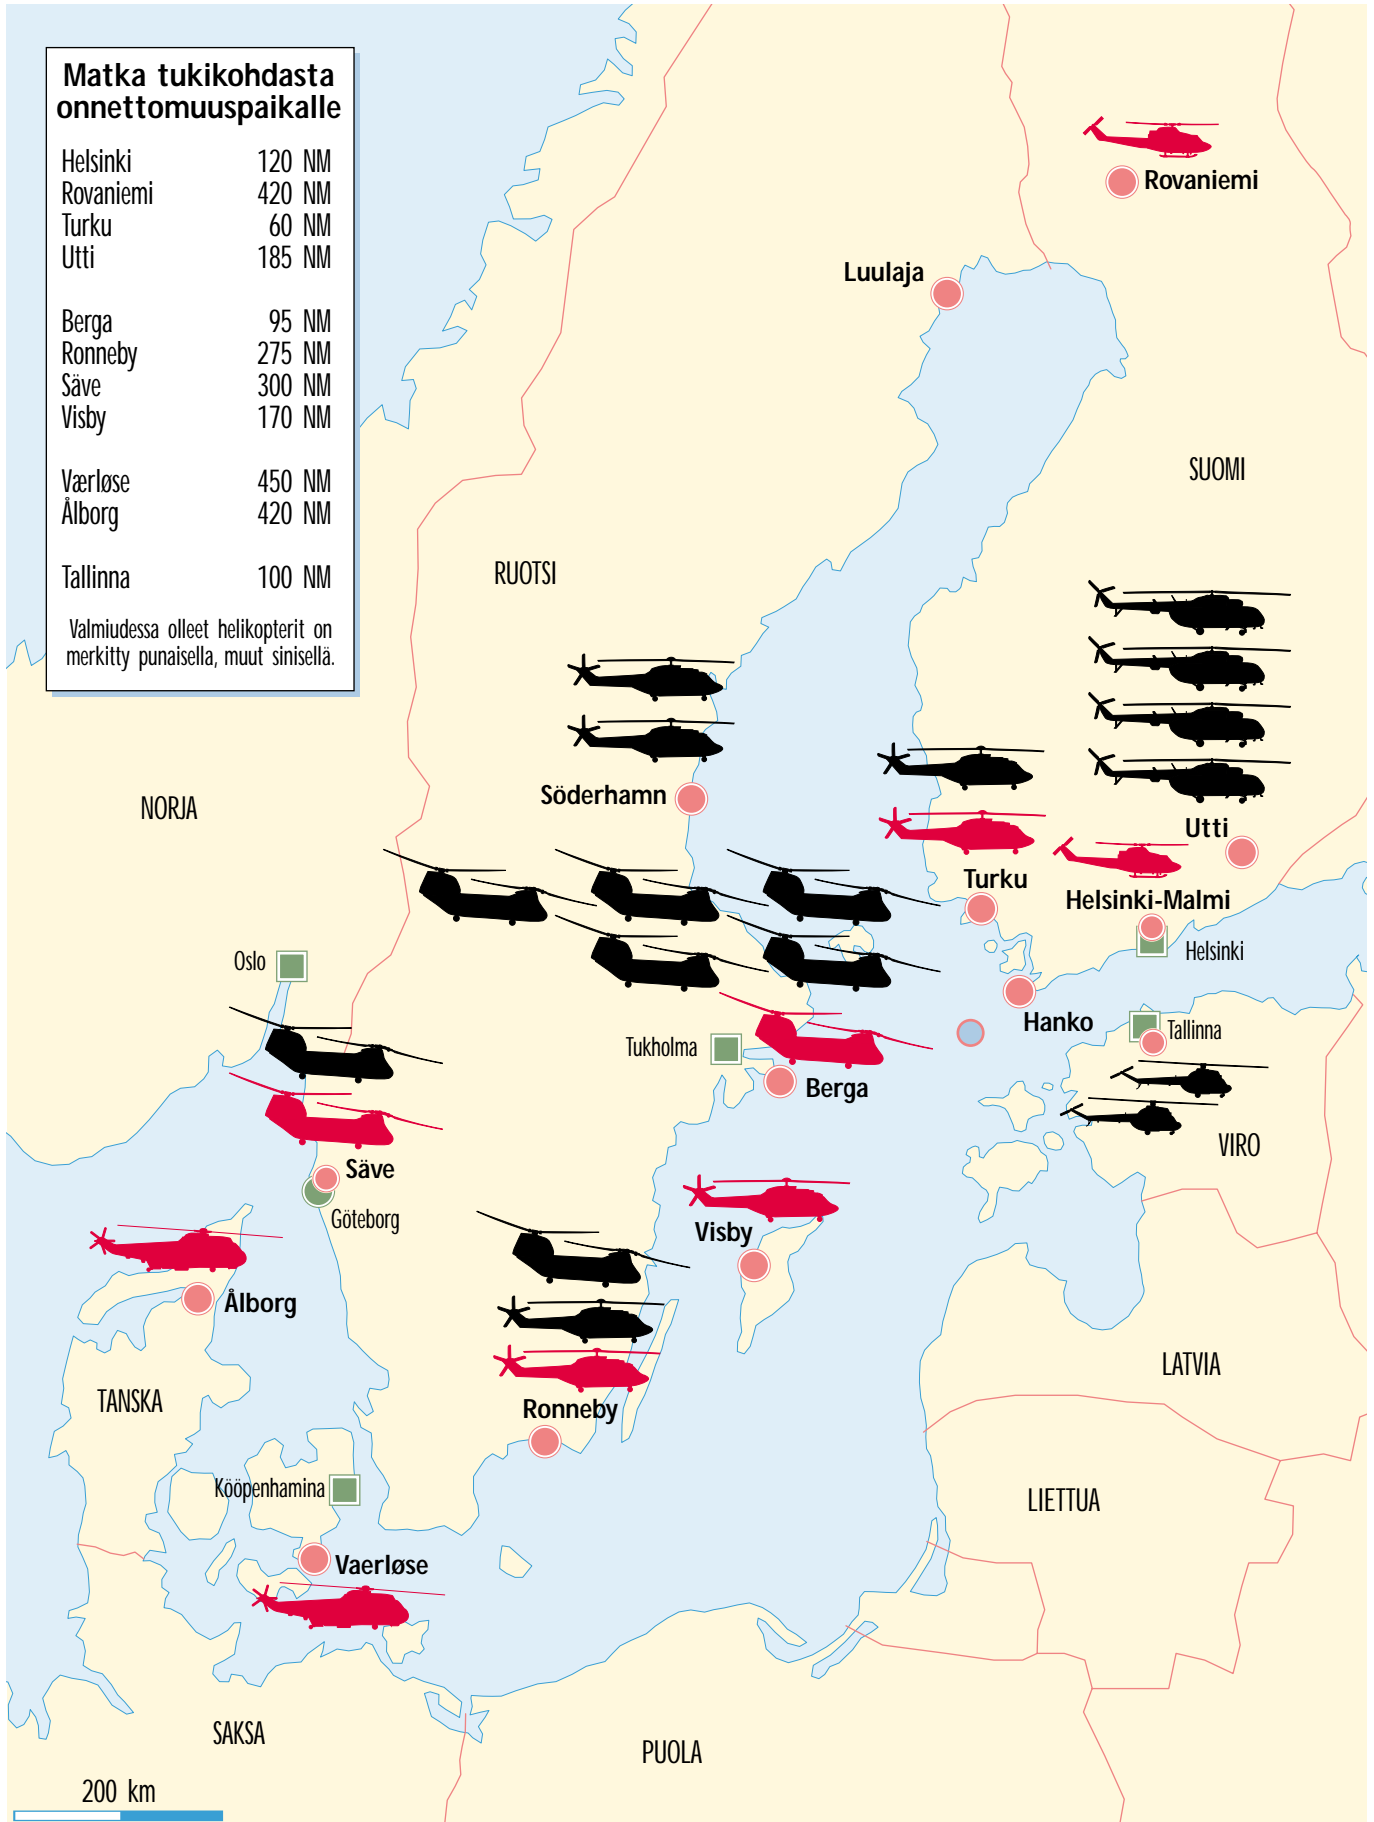 Matka tukikohdasta
onnettomuuspaikalle
Helsinki 120 NM
Rovaniemi 420 NM
Turku 60 NM
Utti 185 NM
Berga 95 NM
Ronneby 275 NM
Säve 300 NM
Visby 170 NM
Værløse 450 NM
Ålborg 420 NM
Tallinna 100 NM
Valmiudessa olleet helikopterit on
merkitty punaisella, muut sinisellä.
Rovaniemi
Luulaja
SUOMI
RUOTSI
NORJA
Söderhamn
Utti
Turku
Helsinki-Malmi
Helsinki
Oslo
Hanko
Tallinna
Tukholma
Berga
VIRO
Säve
Göteborg
Visby
Ålborg
LATVIA
TANSKA
Ronneby
Kööpenhamina
LIETTUA
Vaerløse
SAKSA
PUOLA
200 km